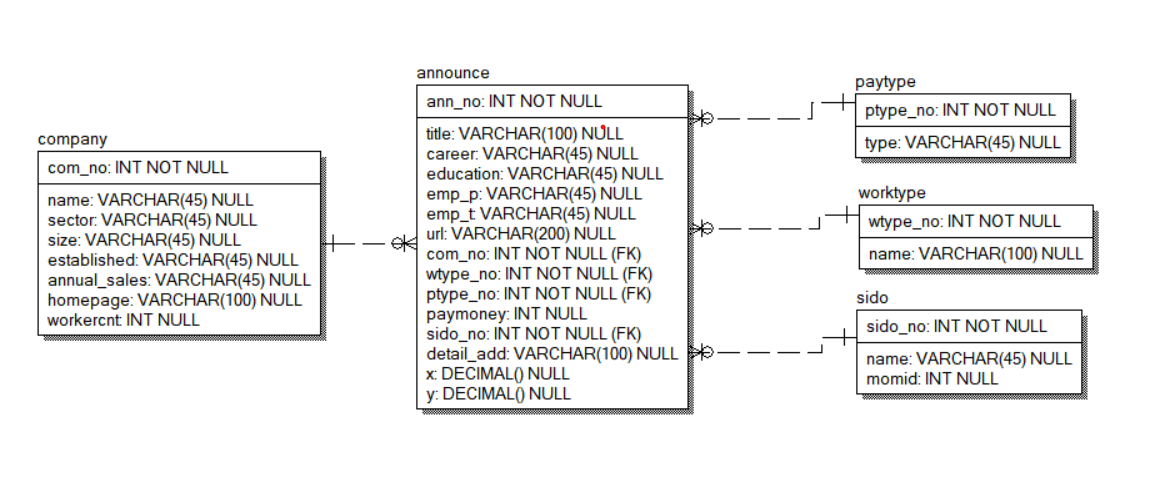 company
com_no: INT NOT NULL
name: VARCHAR(45) NULL
sector: VARCHAR(45) NULL
size: VARCHAR(45) NULL
established: VARCHAR(45) NULL
annual_sales: VARCHAR(45) NULL
homepage: VARCHAR(100) NULL
workercnt: INT NULL
announce
ann_no: INT NOT NULL
title: VARCHAR(100) NULL
career: VARCHAR(45) NULL
education: VARCHAR(45) NULL
emp_p: VARCHAR(45) NULL
emp_t: VARCHAR(45) NULL
url: VARCHAR(200) NULL
com_no: INT NOT NULL (FK)
wtype_no: INT NOT NULL (FK)
ptype_no: INT NOT NULL (FK)
paymoney: INT NULL
sido_no: INT NOT NULL (FK)
detail_add: VARCHAR(100) NULL
x: DECIMAL() NULL
y: DECIMAL() NULL
paytype
ptype_no: INT NOT NULL
type: VARCHAR(45) NULL
worktype
wtype_no: INT NOT NULL
name: VARCHAR(100) NULL
sido
sido_no: INT NOT NULL
name: VARCHAR(45) NULL
momid: INT NULL